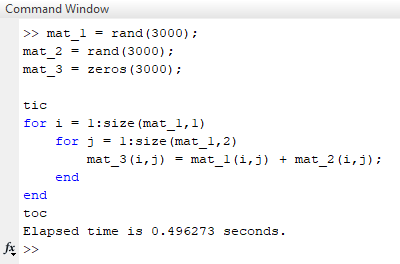 Command Window
>> mat_1 = rand(3000);
mat_2 = rand(3000);
mat_3 = zeros(3000);
tic
for i = 1:size(mat_1,1)
    for j = 1:size(mat_1,2)
        mat_3(i,j) = mat_1(i,j) + mat_2(i,j);
    end
end
toc
Elapsed time is 0.496273 seconds.
fx >>